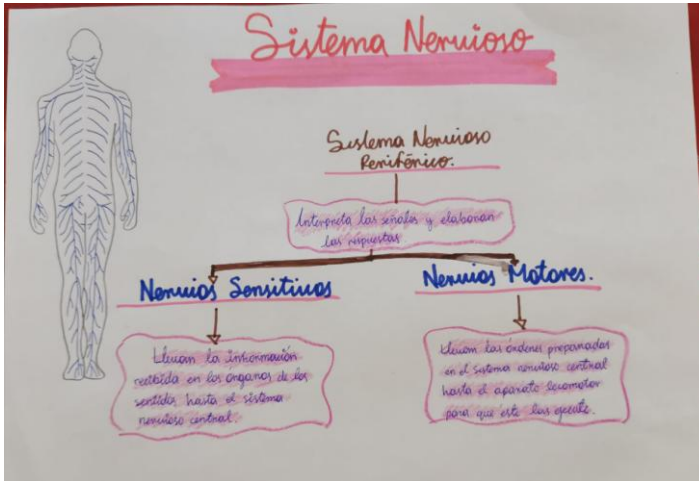 Sistema Nervioso
Sistema Nervioso
Periférico.
Interpreta las señales y elaboran
las respuestas
Nervios Sensitivos
Nervios Motores.
Llevan la información
recibida en los órganos de los
sentidos hasta el sistema
nervioso central.
Llevan las órdenes preparadas
en el sistema nervioso central
hasta el aparato locomotor
para que éste las ejecute.